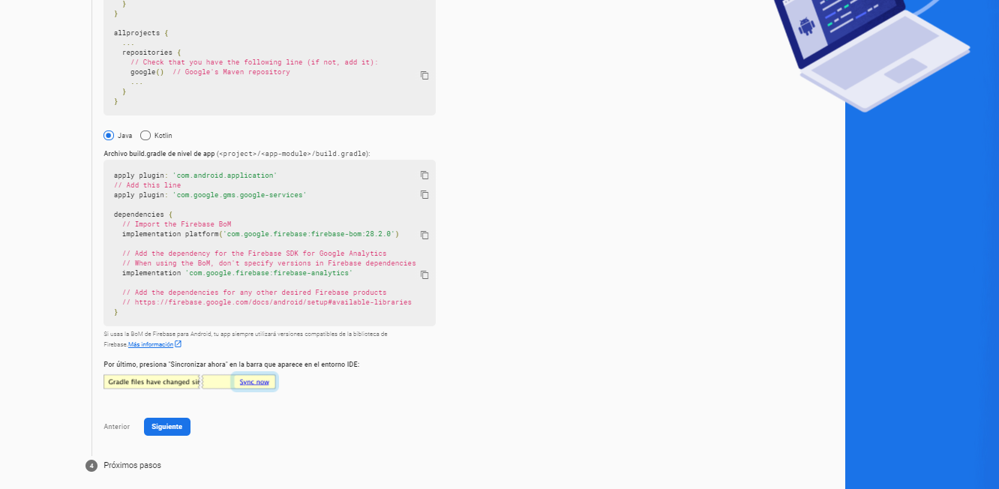 }
}
allprojects {
...
repositories {
// Check that you have the following line (if not, add it):
google()  // Google's Maven repository
...
}
}
Java Kotlin
Archivo build.gradle de nivel de app (<project>/<app-module>/build.gradle):
apply plugin: 'com.android.application'
// Add this line
apply plugin: 'com.google.gms.google-services'
dependencies {
// Import the Firebase BoM
implementation platform('com.google.firebase:firebase-bom:28.2.0')
// Add the dependency for the Firebase SDK for Google Analytics
// When using the BoM, don't specify versions in Firebase dependencies
implementation 'com.google.firebase:firebase-analytics'
// Add the dependencies for any other desired Firebase products
// https://firebase.google.com/docs/android/setup#available-libraries
}
Si usas la BoM de Firebase para Android, tu app siempre utilizará versiones compatibles de la biblioteca de
Firebase.Más información
Por último, presiona "Sincronizar ahora" en la barra que aparece en el entorno IDE:
Gradle files have changed sin Sync now
Anterior Siguiente
4 Próximos pasos